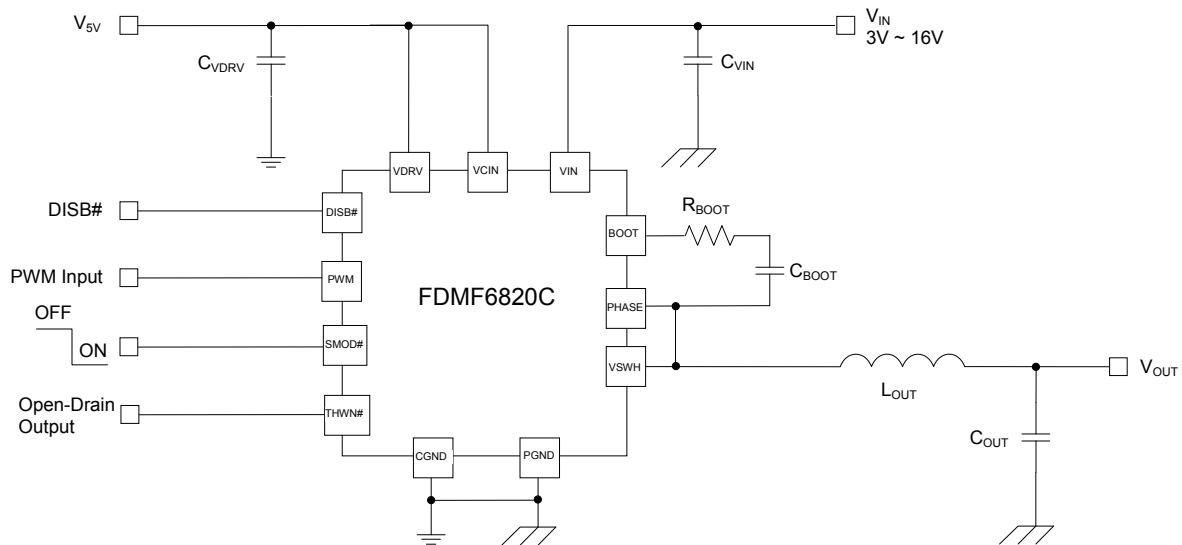 V5V
VIN
3V ~ 16V
CVDRV
CVIN
VDRV
VCIN
VIN
DISB#
DISB#
RBOOT
BOOT
PWM Input
PWM
CBOOT
FDMF6820C
PHASE
OFF
ON
SMOD#
VSWH
VOUT
LOUT
Open-Drain
Output
THWN#
COUT
CGND
PGND